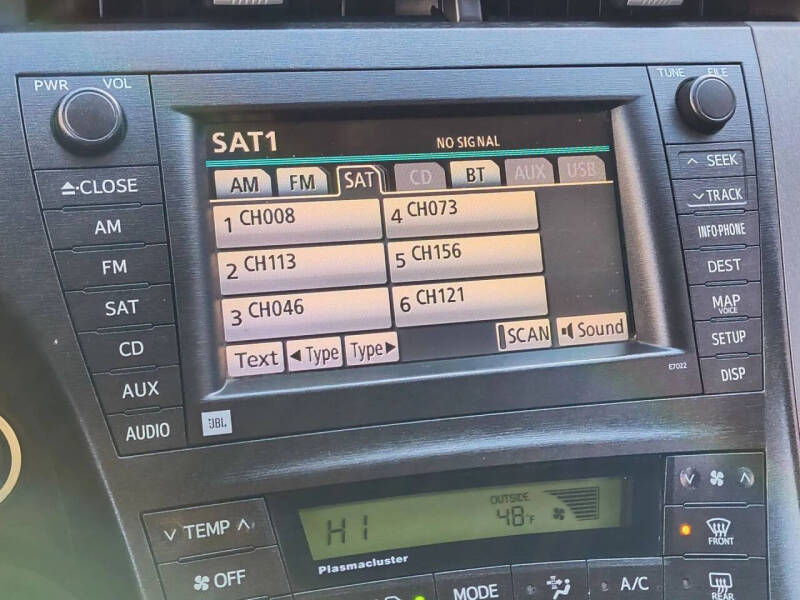 PWR VOL
TUNE FILE
SAT1 NO SIGNAL
AM FM SAT CD BT AUX USB
1 CH008
2 CH113
3 CH046
4 CH073
5 CH156
6 CH121
Text ◀Type Type▶ SCAN Sound
⏏·CLOSE
AM
FM
SAT
CD
AUX
AUDIO
JBL
SEEK
TRACK
INFO·PHONE
DEST
MAP
VOICE
SETUP
DISP
E7022
TEMP
OFF
HI
OUTSIDE
48°F
Plasmacluster
MODE
A/C
FRONT
REAR